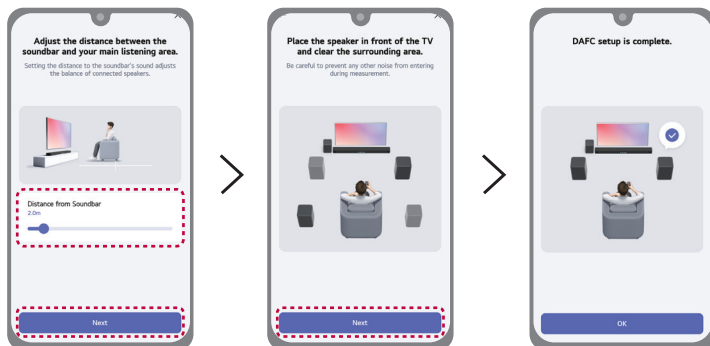 Adjust the distance between the
soundbar and your main listening area.
Setting the distance to the soundbar's sound adjusts
the balance of connected speakers.
Distance from Soundbar
2.0m
Next
Place the speaker in front of the TV
and clear the surrounding area.
Be careful to prevent any other noise from entering
during measurement.
Next
DAFC setup is complete.
OK